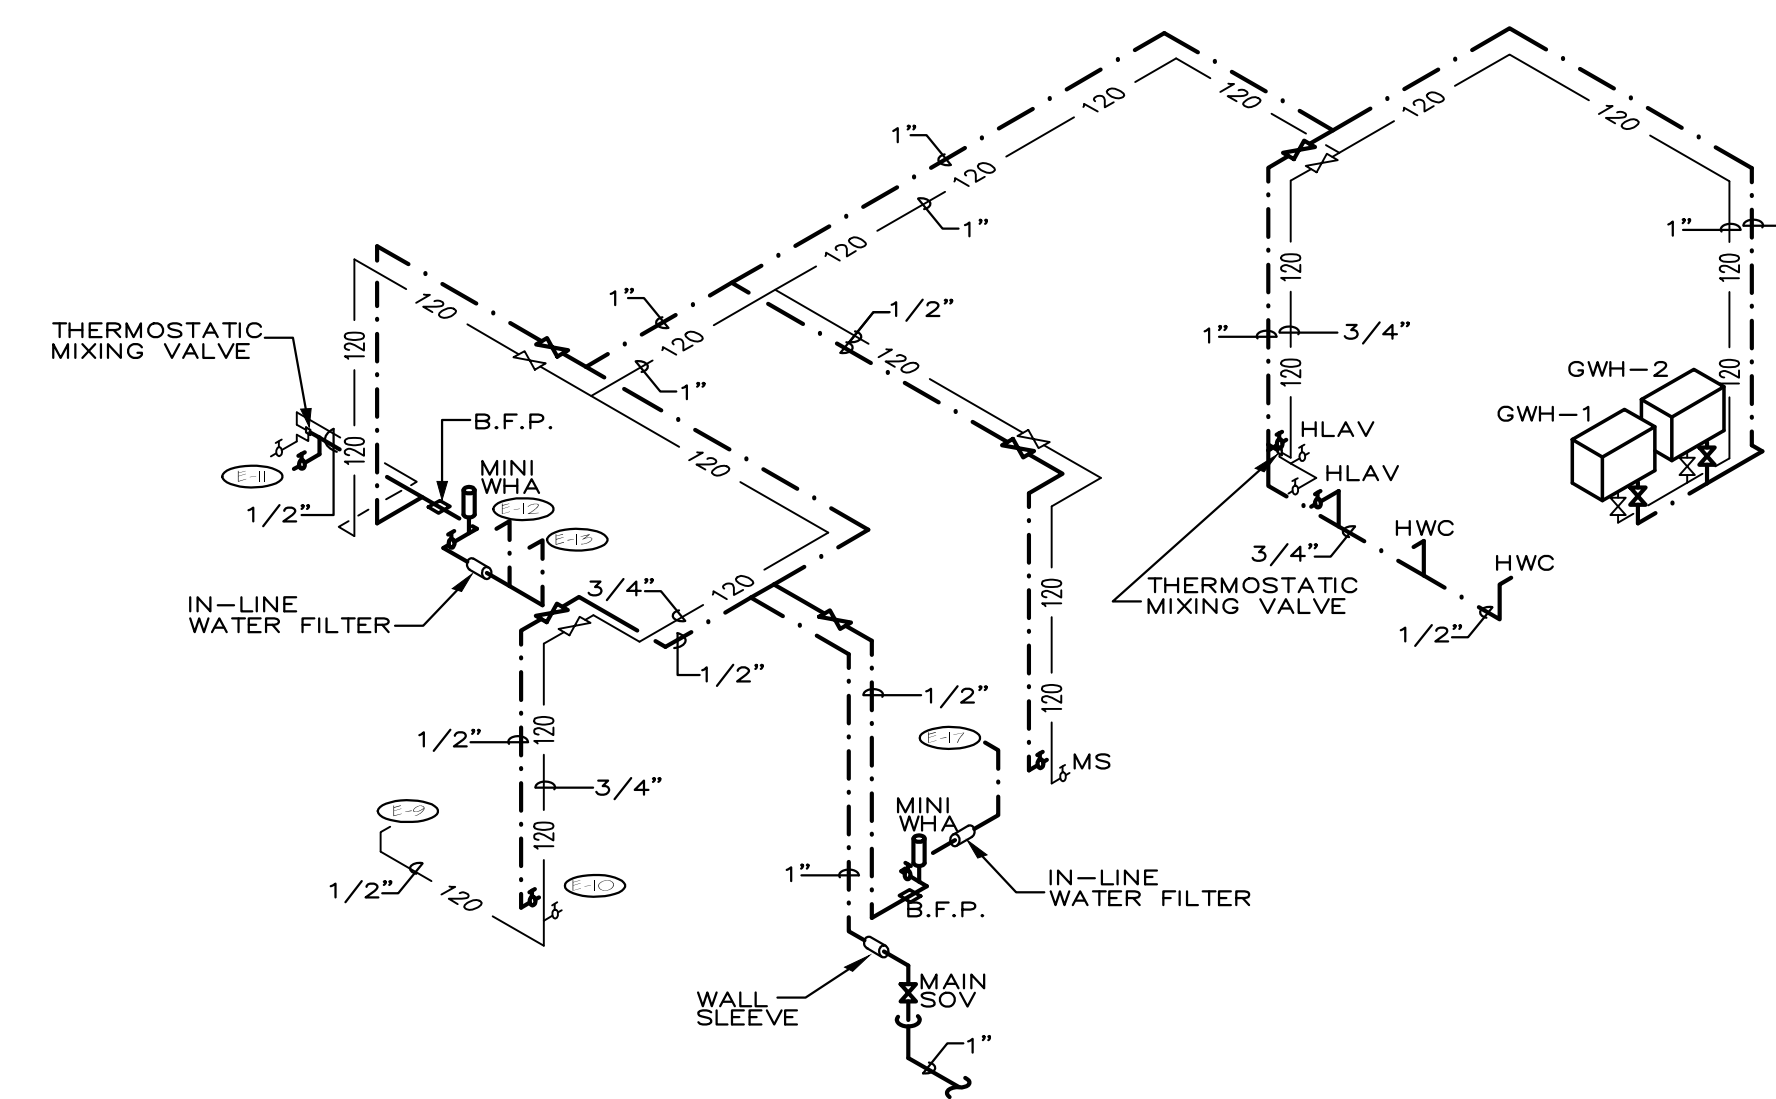 120
120
120
120
1”
120
1”
120
1”
120
1”
120
120
1”
120
1/2”
120
THERMOSTATIC
MIXING VALVE
120
120
1”
1”
3/4”
120
120
GWH-2
GWH-1
B.F.P.
HLAV
120
120
MINI
WHA
HLAV
E-11
1/2”
E-12
E-13
3/4”
HWC
HWC
IN-LINE
WATER FILTER
3/4”
120
120
THERMOSTATIC
MIXING VALVE
1/2”
1/2”
1/2”
120
1/2”
120
E-17
MS
3/4”
120
E-9
1/2”
120
E-10
MINI
WHA
1”
B.F.P.
IN-LINE
WATER FILTER
WALL
SLEEVE
MAIN
SOV
1”